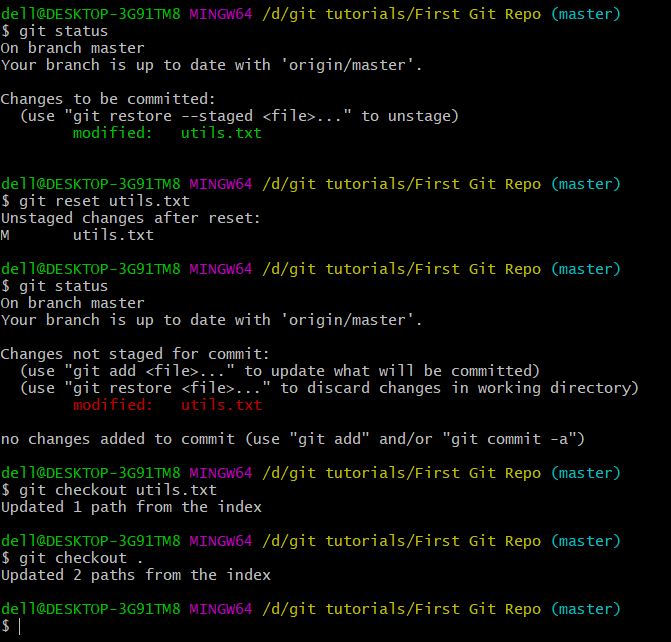 dell@DESKTOP-3G91TM8 MINGW64 /d/git tutorials/First Git Repo (master)
$ git status
On branch master
Your branch is up to date with 'origin/master'.

Changes to be committed:
  (use "git restore --staged <file>..." to unstage)
        modified:   utils.txt


dell@DESKTOP-3G91TM8 MINGW64 /d/git tutorials/First Git Repo (master)
$ git reset utils.txt
Unstaged changes after reset:
M       utils.txt

dell@DESKTOP-3G91TM8 MINGW64 /d/git tutorials/First Git Repo (master)
$ git status
On branch master
Your branch is up to date with 'origin/master'.

Changes not staged for commit:
  (use "git add <file>..." to update what will be committed)
  (use "git restore <file>..." to discard changes in working directory)
        modified:   utils.txt

no changes added to commit (use "git add" and/or "git commit -a")

dell@DESKTOP-3G91TM8 MINGW64 /d/git tutorials/First Git Repo (master)
$ git checkout utils.txt
Updated 1 path from the index

dell@DESKTOP-3G91TM8 MINGW64 /d/git tutorials/First Git Repo (master)
$ git checkout .
Updated 2 paths from the index

dell@DESKTOP-3G91TM8 MINGW64 /d/git tutorials/First Git Repo (master)
$